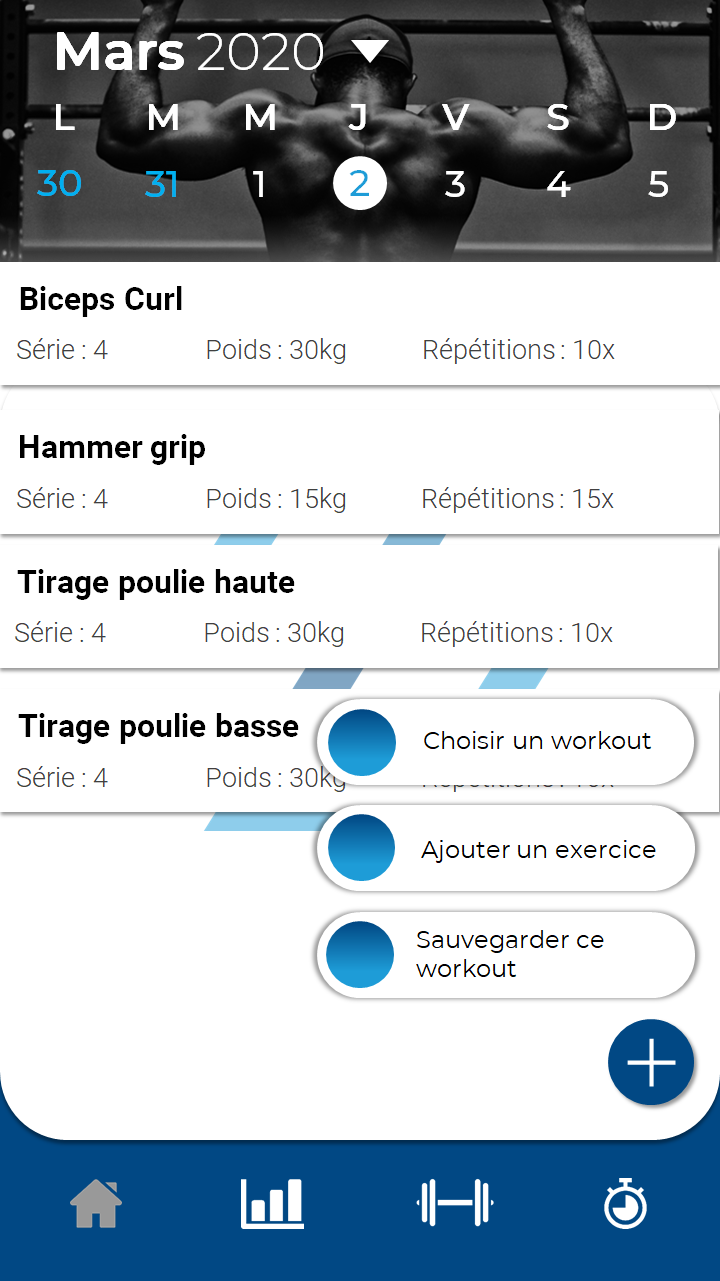 Mars 2020
L M M J V S D
30 31 1 2 3 4 5
Biceps Curl
Série : 4 Poids : 30kg Répétitions : 10x
Hammer grip
Série : 4 Poids : 15kg Répétitions : 15x
Tirage poulie haute
Série : 4 Poids : 30kg Répétitions : 10x
Tirage poulie basse
Série : 4 Poids : 30kg
Choisir un workout
Ajouter un exercice
Sauvegarder ce
workout